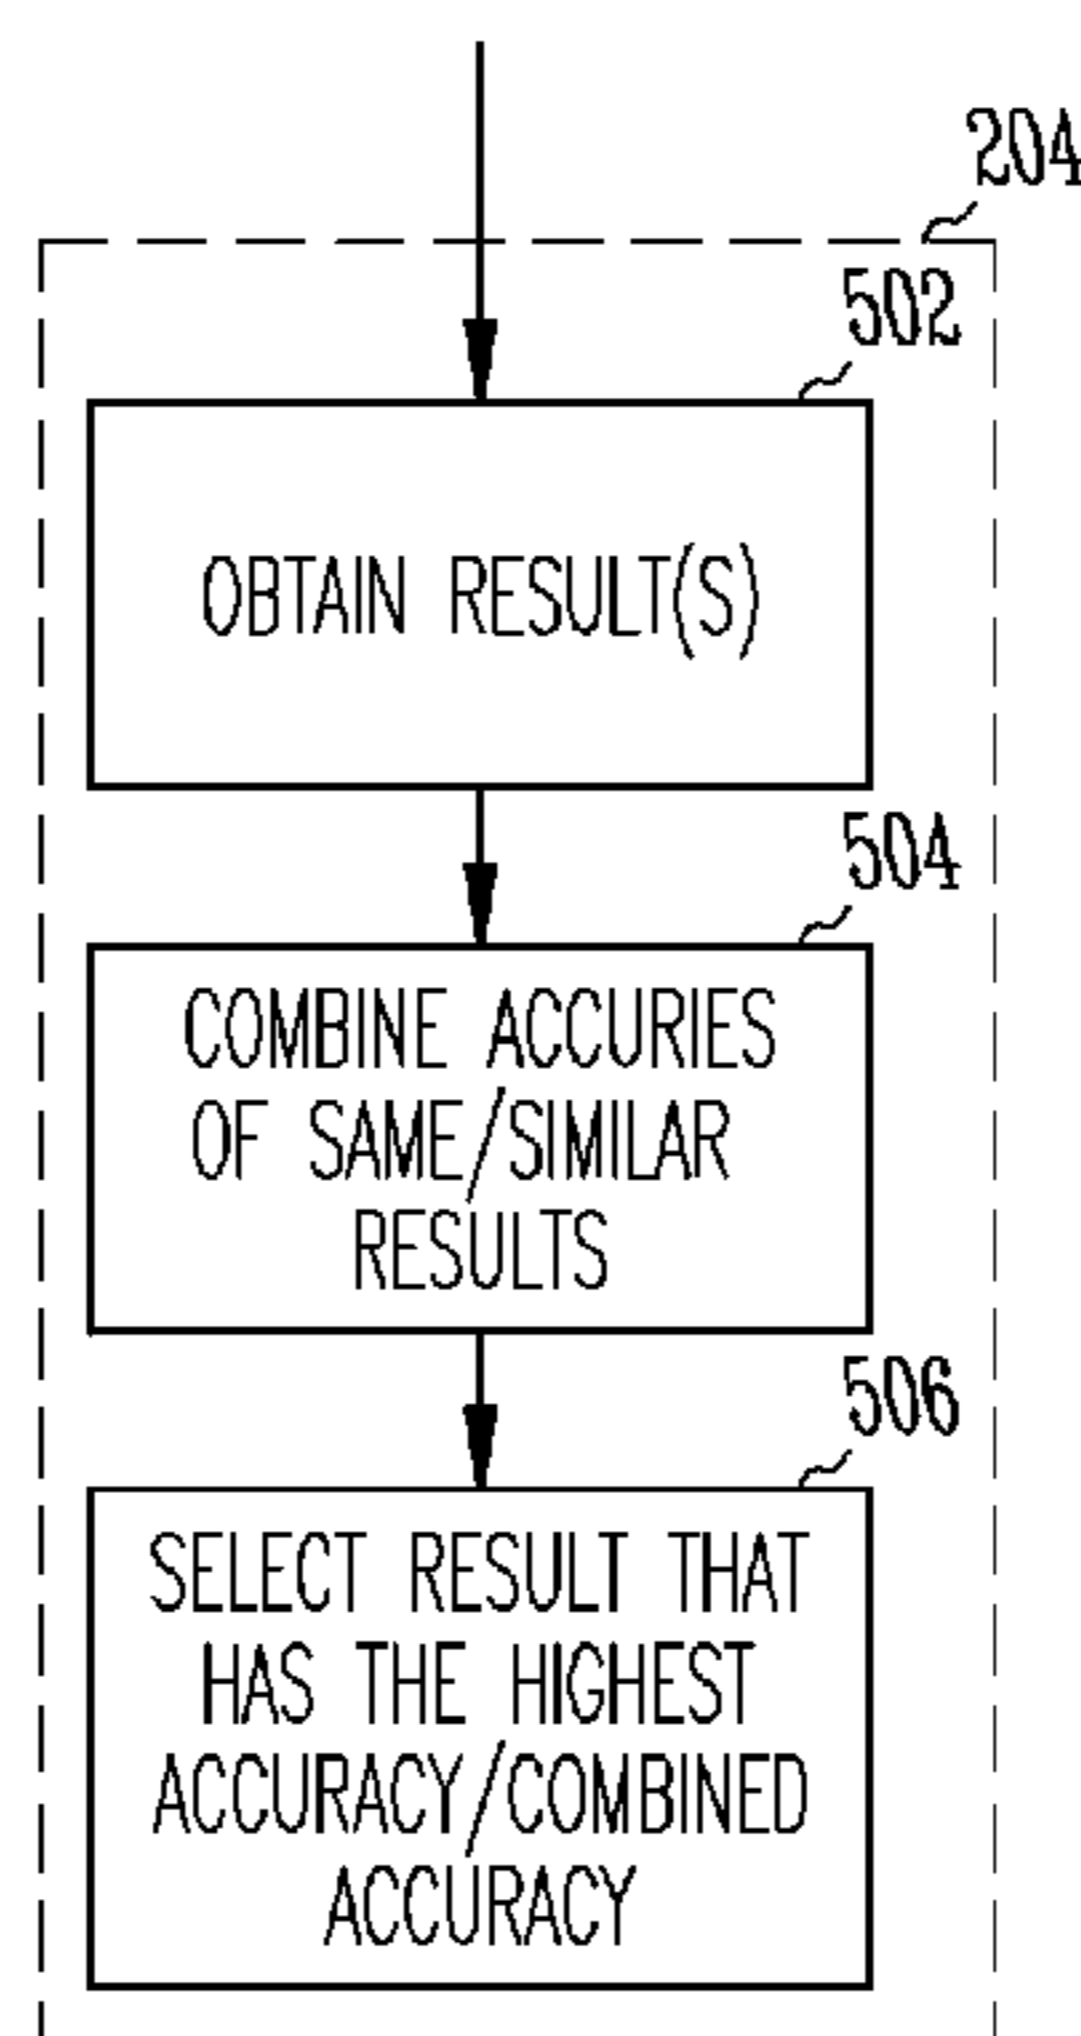 204
502
OBTAIN RESULT(S)
504
COMBINE ACCURIES
OF SAME/SIMILAR
RESULTS
506
SELECT RESULT THAT
HAS THE HIGHEST
ACCURACY/COMBINED
ACCURACY